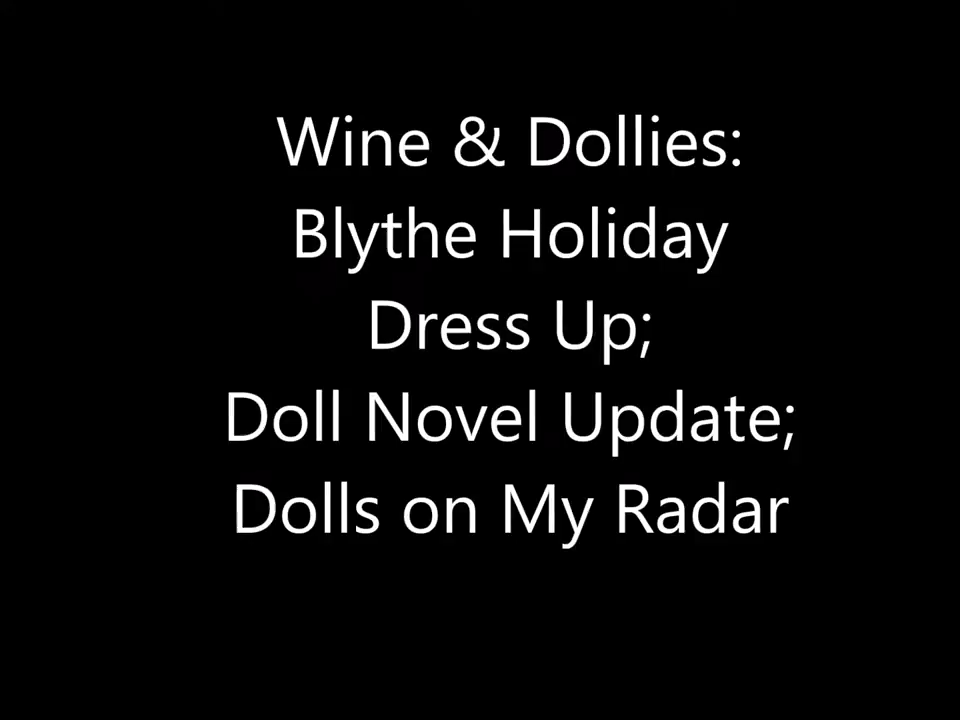 Wine & Dollies:
Blythe Holiday
Dress Up;
Doll Novel Update;
Dolls on My Radar